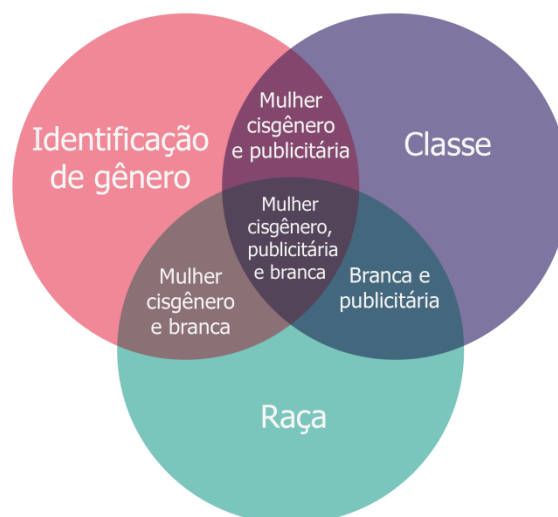 Identificação
de gênero
Mulher
cisgênero
e publicitária
Classe
Mulher
cisgênero,
publicitária
e branca
Mulher
cisgênero
e branca
Branca e
publicitária
Raça